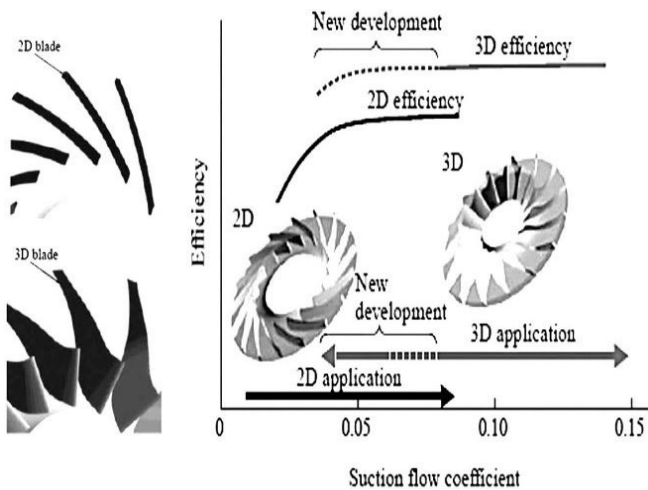 2D blade
3D blade
New development
3D efficiency
2D efficiency
3D
2D
Efficiency
New
development
3D application
2D application
0
0.05
0.10
0.15
Suction flow coefficient